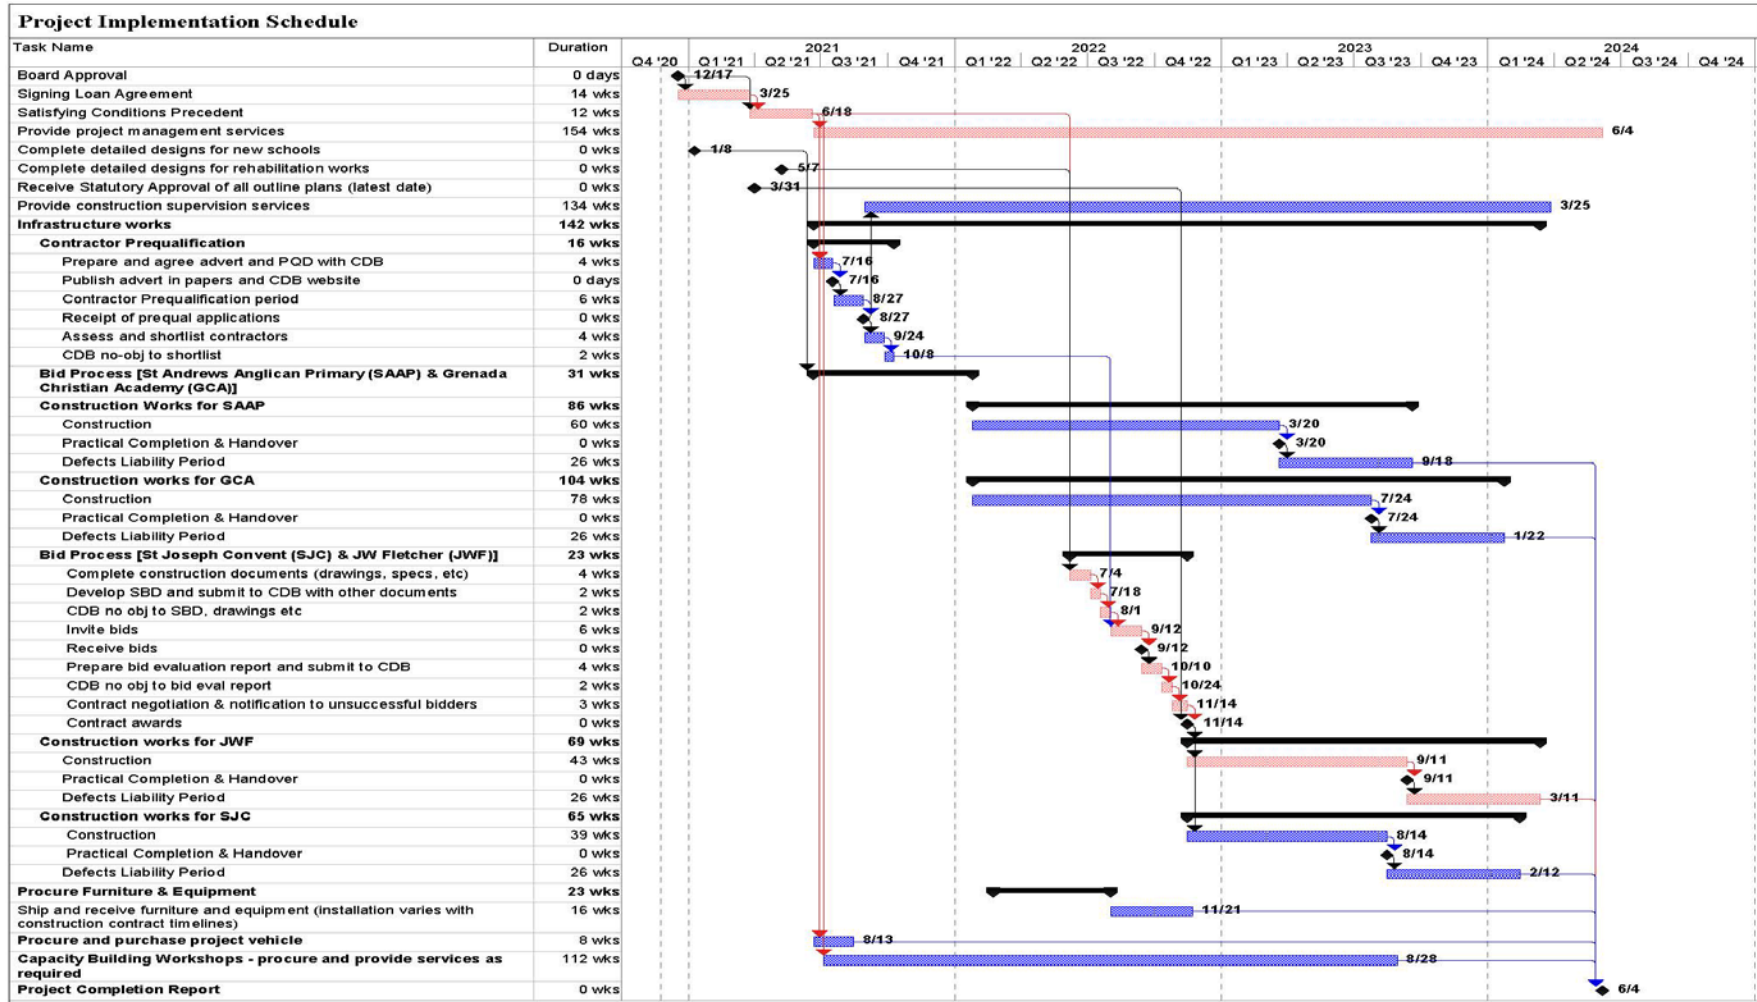 Project Implementation Schedule
Task Name Duration 2021 2022 2023 2024
Q4 '20 Q1 '21 Q2 '21 Q3 '21 Q4 '21 Q1 '22 Q2 '22 Q3 '22 Q4 '22 Q1 '23 Q2 '23 Q3 '23 Q4 '23 Q1 '24 Q2 '24 Q3 '24 Q4 '24
Board Approval 0 days 12/17
Signing Loan Agreement 14 wks 3/25
Satisfying Conditions Precedent 12 wks 6/18
Provide project management services 154 wks 6/4
Complete detailed designs for new schools 0 wks 1/8
Complete detailed designs for rehabilitation works 0 wks 5/7
Receive Statutory Approval of all outline plans (latest date) 0 wks 3/31
Provide construction supervision services 134 wks 3/25
Infrastructure works 142 wks
Contractor Prequalification 16 wks
Prepare and agree advert and PQD with CDB 4 wks 7/16
Publish advert in papers and CDB website 0 days 7/16
Contractor Prequalification period 6 wks 8/27
Receipt of prequal applications 0 wks 8/27
Assess and shortlist contractors 4 wks 9/24
CDB no-obj to shortlist 2 wks 10/8
Bid Process [St Andrews Anglican Primary (SAAP) & Grenada 31 wks
Christian Academy (GCA)]
Construction Works for SAAP 86 wks
Construction 60 wks 3/20
Practical Completion & Handover 0 wks 3/20
Defects Liability Period 26 wks 9/18
Construction works for GCA 104 wks
Construction 78 wks 7/24
Practical Completion & Handover 0 wks 7/24
Defects Liability Period 26 wks 1/22
Bid Process [St Joseph Convent (SJC) & JW Fletcher (JWF)] 23 wks
Complete construction documents (drawings, specs, etc) 4 wks 7/4
Develop SBD and submit to CDB with other documents 2 wks 7/18
CDB no obj to SBD, drawings etc 2 wks 8/1
Invite bids 6 wks 9/12
Receive bids 0 wks 9/12
Prepare bid evaluation report and submit to CDB 4 wks 10/10
CDB no obj to bid eval report 2 wks 10/24
Contract negotiation & notification to unsuccessful bidders 3 wks 11/14
Contract awards 0 wks 11/14
Construction works for JWF 69 wks
Construction 43 wks 9/11
Practical Completion & Handover 0 wks 9/11
Defects Liability Period 26 wks 3/11
Construction works for SJC 65 wks
Construction 39 wks 8/14
Practical Completion & Handover 0 wks 8/14
Defects Liability Period 26 wks 2/12
Procure Furniture & Equipment 23 wks
Ship and receive furniture and equipment (installation varies with 16 wks 11/21
construction contract timelines)
Procure and purchase project vehicle 8 wks 8/13
Capacity Building Workshops - procure and provide services as 112 wks 8/28
required
Project Completion Report 0 wks 6/4